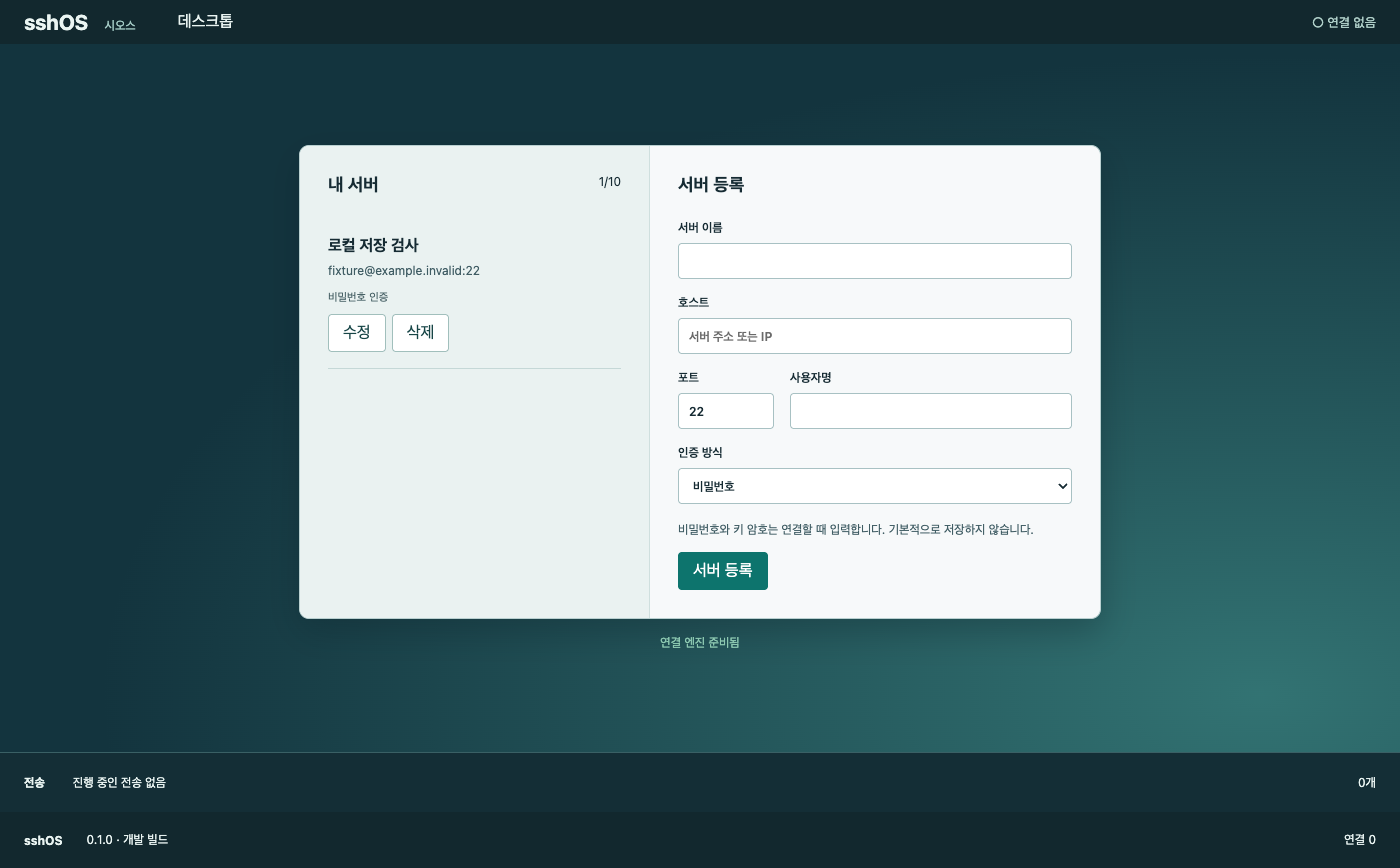 sshOS 시오스 데스크톱 연결 없음
내 서버 1/10
로컬 저장 검사
fixture@example.invalid:22
비밀번호 인증
수정 삭제
서버 등록
서버 이름
호스트
서버 주소 또는 IP
포트 사용자명
22
인증 방식
비밀번호
비밀번호와 키 암호는 연결할 때 입력합니다. 기본적으로 저장하지 않습니다.
서버 등록
연결 엔진 준비됨
전송 진행 중인 전송 없음 0개
sshOS 0.1.0 · 개발 빌드 연결 0